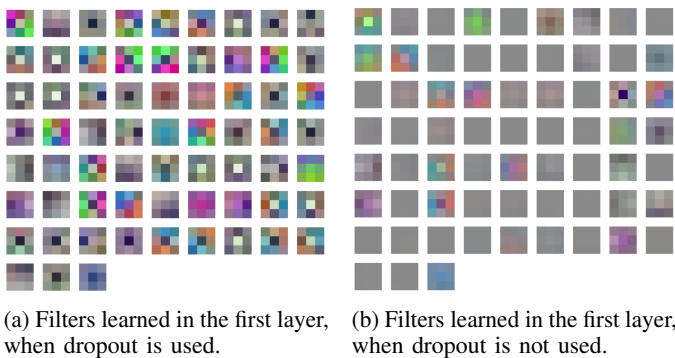 (a) Filters learned in the first layer,
when dropout is used.
(b) Filters learned in the first layer,
when dropout is not used.